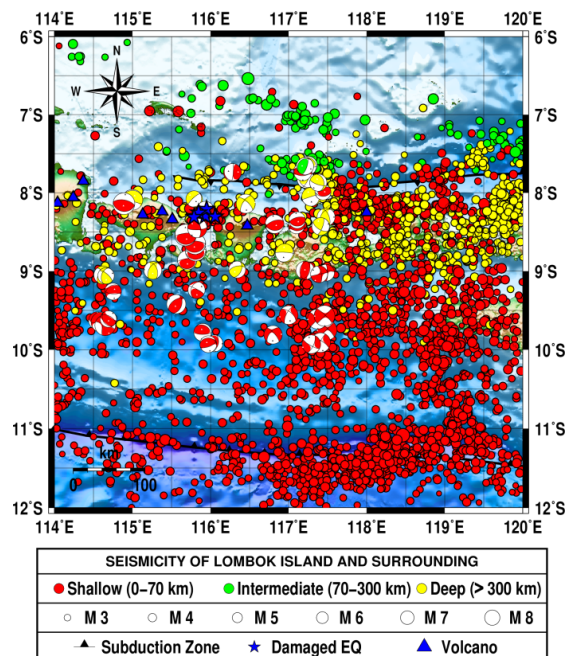 114°E 115°E 116°E 117°E 118°E 119°E 120°E
6°S 6°S
N
W E
S
7°S 7°S
8°S 8°S
9°S 9°S
10°S 10°S
11°S 11°S
km
0 100
12°S 12°S
114°E 115°E 116°E 117°E 118°E 119°E 120°E
SEISMICITY OF LOMBOK ISLAND AND SURROUNDING
Shallow (0–70 km) Intermediate (70–300 km) Deep (> 300 km)
M 3 M 4 M 5 M 6 M 7 M 8
Subduction Zone Damaged EQ Volcano